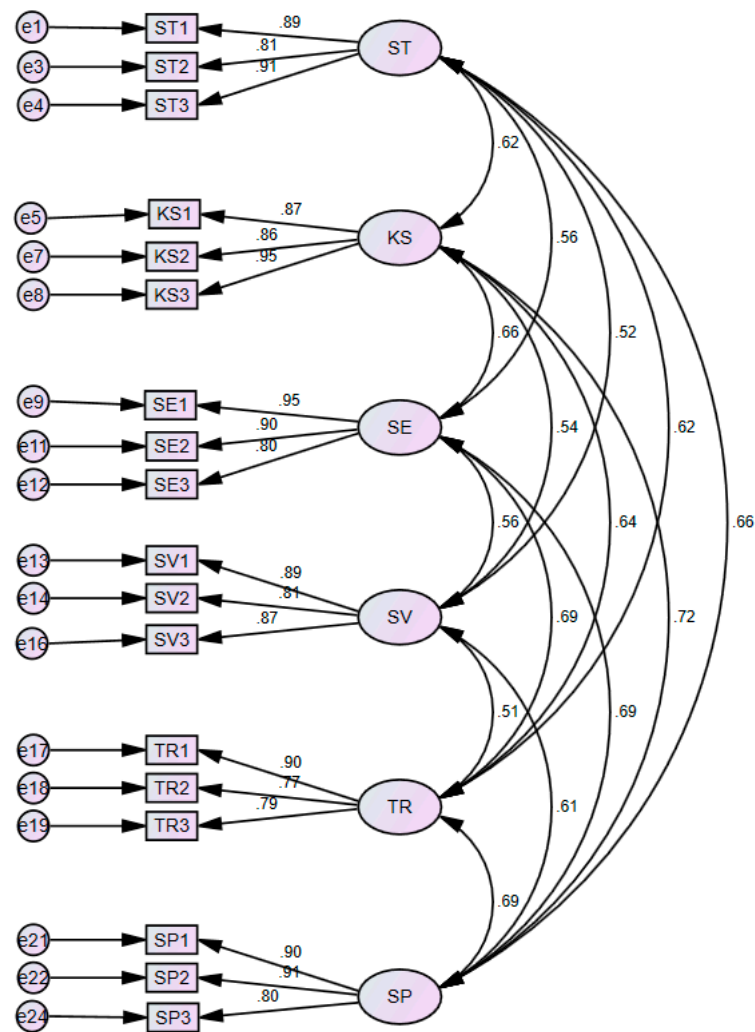 e1 ST1 .89 ST
e3 ST2 .81
e4 ST3 .91
.62
e5 KS1 .87 KS
e7 KS2 .86
e8 KS3 .95
.56
.66 .52
e9 SE1 .95 SE
e11 SE2 .90
e12 SE3 .80
.54 .62
.56 .64 .66
e13 SV1 .89 SV
e14 SV2 .81
e16 SV3 .87
.69 .72
.51 .69
e17 TR1 .90 TR
e18 TR2 .77
e19 TR3 .79
.61
.69
e21 SP1 .90 SP
e22 SP2 .91
e24 SP3 .80